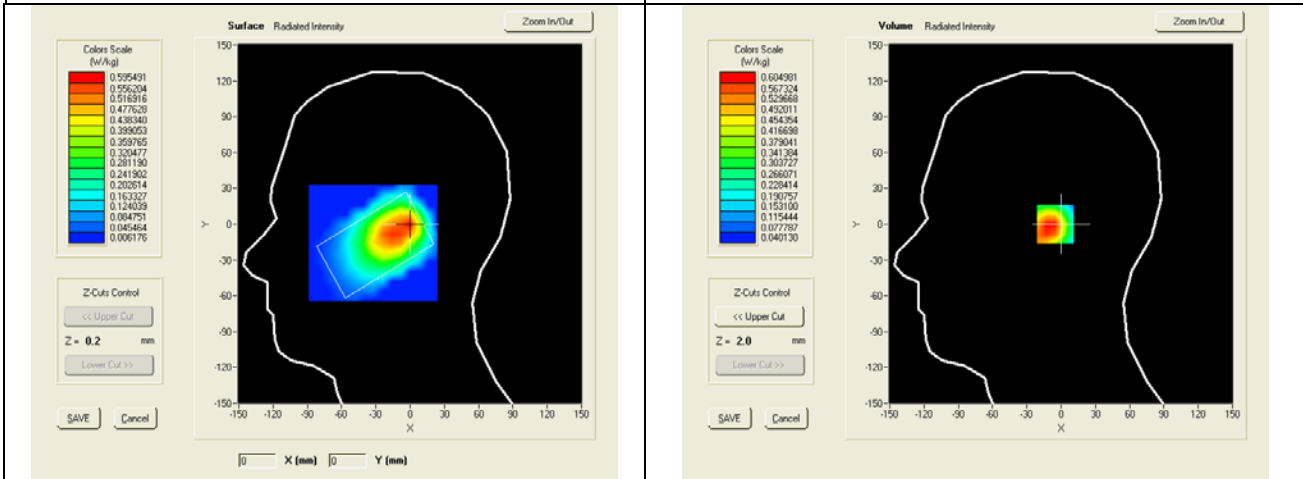 Surface Radiated Intensity
Zoom In/Out
Colors Scale
(W/kg)
0.595491
0.556204
0.516916
0.477628
0.438340
0.399053
0.359765
0.320477
0.281190
0.241902
0.202614
0.163327
0.124039
0.084751
0.045464
0.006176
Z-Cuts Control
<< Upper Cut
Z = 0.2 mm
Lower Cut >>
SAVE Cancel
150
120
90
60
30
0
-30
-60
-90
-120
-150
Y
-150 -120 -90 -60 -30 0 30 60 90 120 150
X
0 X (mm) 0 Y (mm)
Volume Radiated Intensity
Zoom In/Out
Colors Scale
(W/kg)
0.604981
0.567324
0.529668
0.492011
0.454354
0.416698
0.379041
0.341384
0.303727
0.266071
0.228414
0.190757
0.153100
0.115444
0.077787
0.040130
Z-Cuts Control
<< Upper Cut
Z = 2.0 mm
Lower Cut >>
SAVE Cancel
150
120
90
60
30
0
-30
-60
-90
-120
-150
Y
-150 -120 -90 -60 -30 0 30 60 90 120 150
X